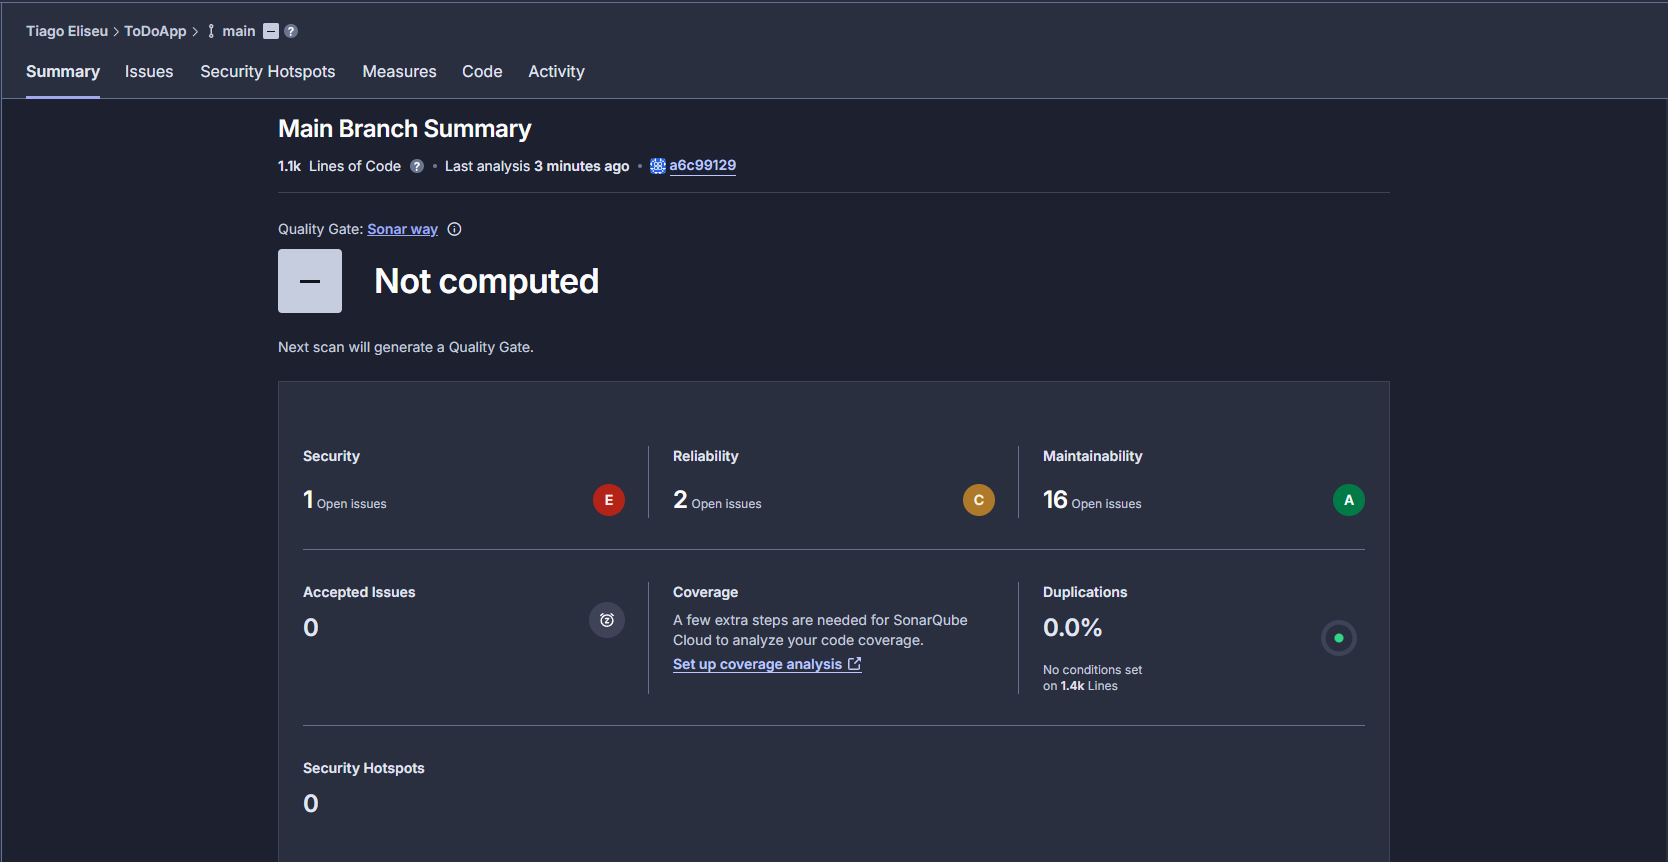 Tiago Eliseu > ToDoApp > main
Summary Issues Security Hotspots Measures Code Activity
Main Branch Summary
1.1k Lines of Code ? • Last analysis 3 minutes ago • a6c99129
Quality Gate: Sonar way
Not computed
Next scan will generate a Quality Gate.
Security
1 Open issues E
Reliability
2 Open issues C
Maintainability
16 Open issues A
Accepted Issues
0
Coverage
A few extra steps are needed for SonarQube
Cloud to analyze your code coverage.
Set up coverage analysis
Duplications
0.0%
No conditions set
on 1.4k Lines
Security Hotspots
0